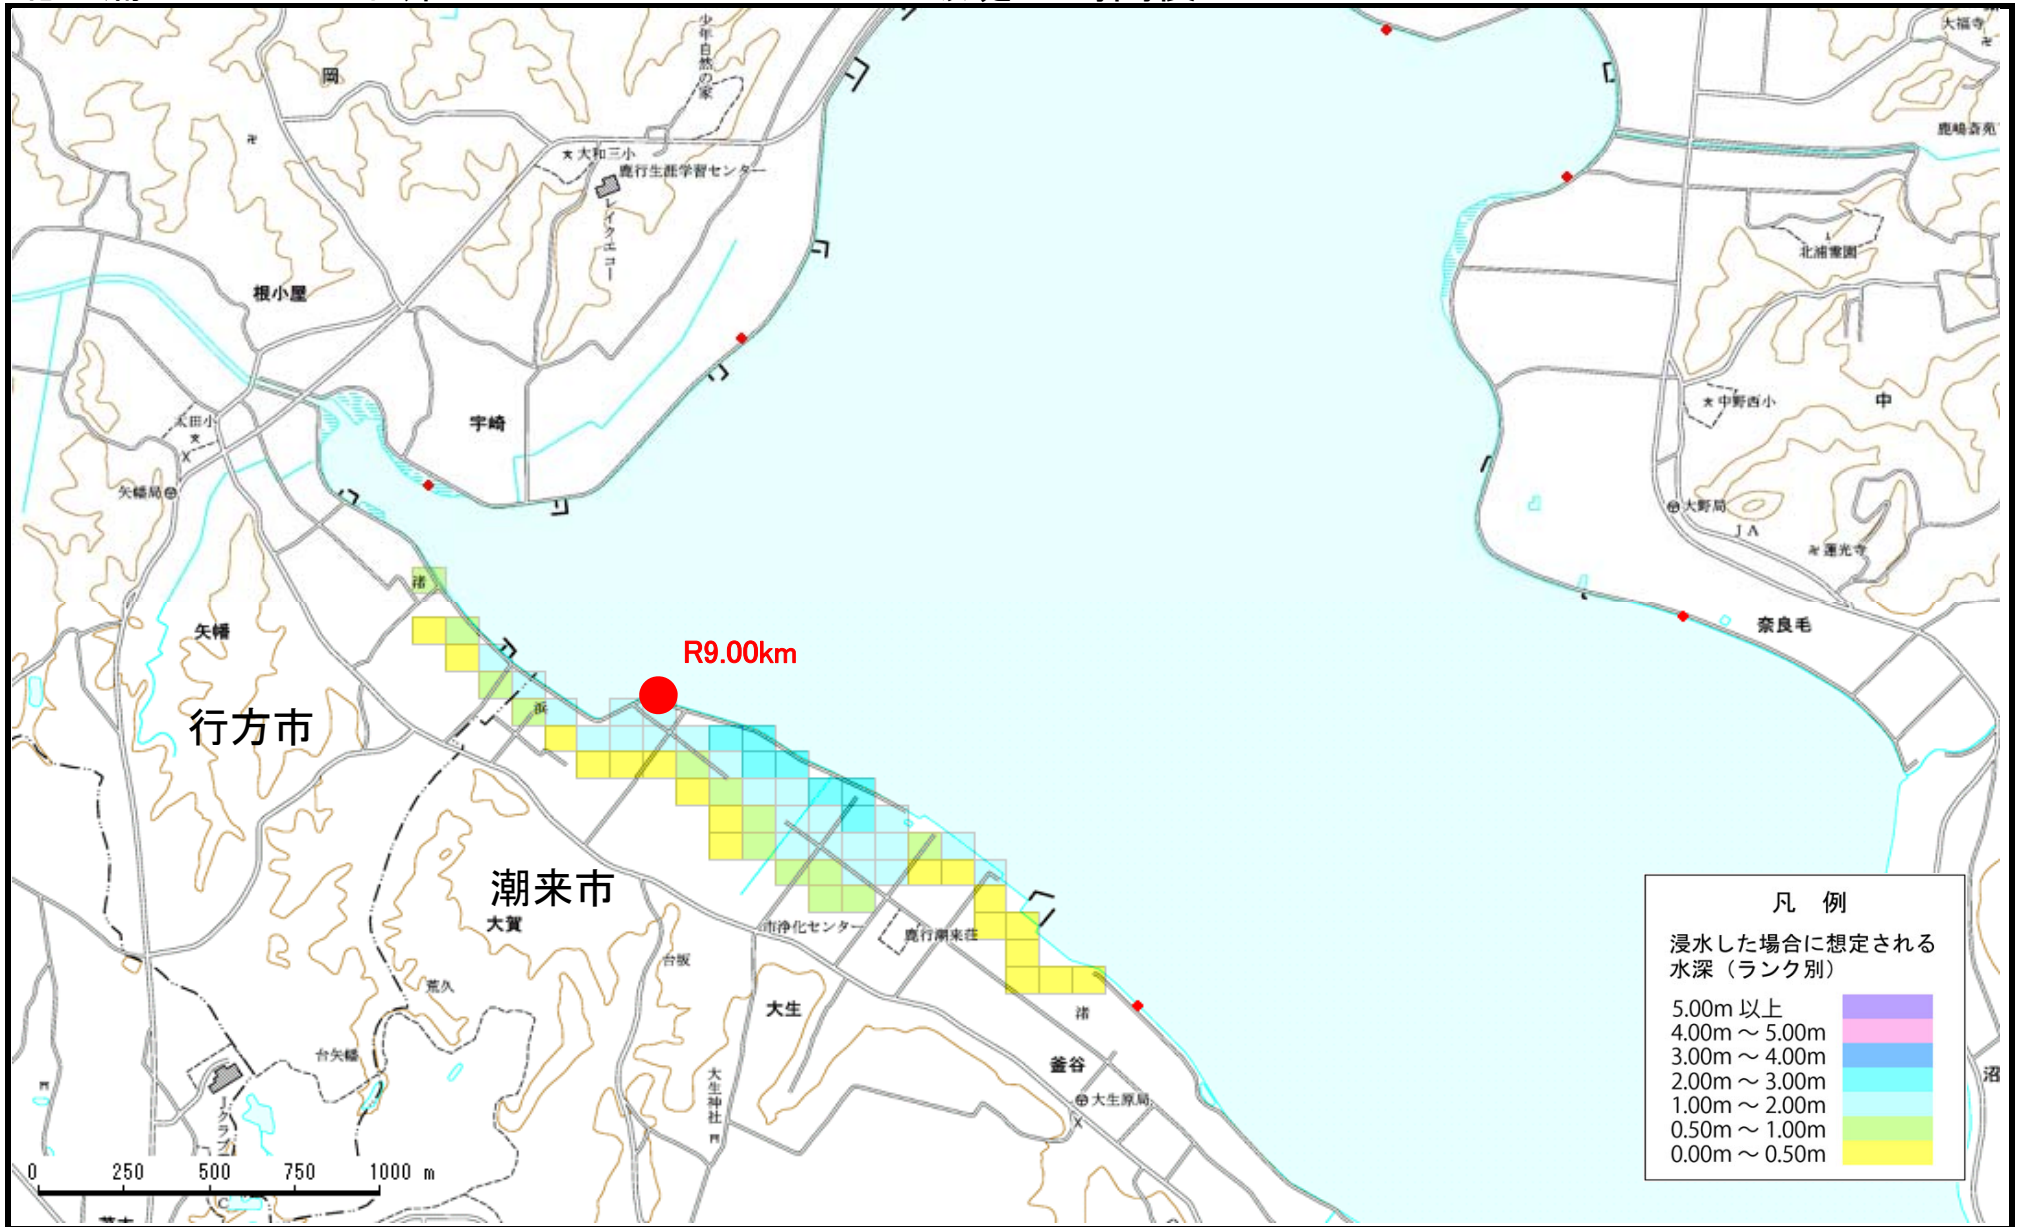 大福寺
少年自然の家
岡
鹿嶋斎苑
大和三小
鹿行生涯学習センター
レイクエコー
北浦霊園
根小屋
中野西小
中
太田小
宇崎
矢幡局
大野局
JA
蓮光寺
渚
矢幡
奈良毛
R9.00km
浜
行方市
潮来市
大賀
市浄化センター
鹿行潮来荘
台坂
荒久
大生
渚
台矢幡
釜谷
大生神社
大生原局
Jクラブ
沼
凡 例
浸水した場合に想定される
水深（ランク別）
5.00m 以上
4.00m ～ 5.00m
3.00m ～ 4.00m
2.00m ～ 3.00m
1.00m ～ 2.00m
0.50m ～ 1.00m
0.00m ～ 0.50m
0 250 500 750 1000 m